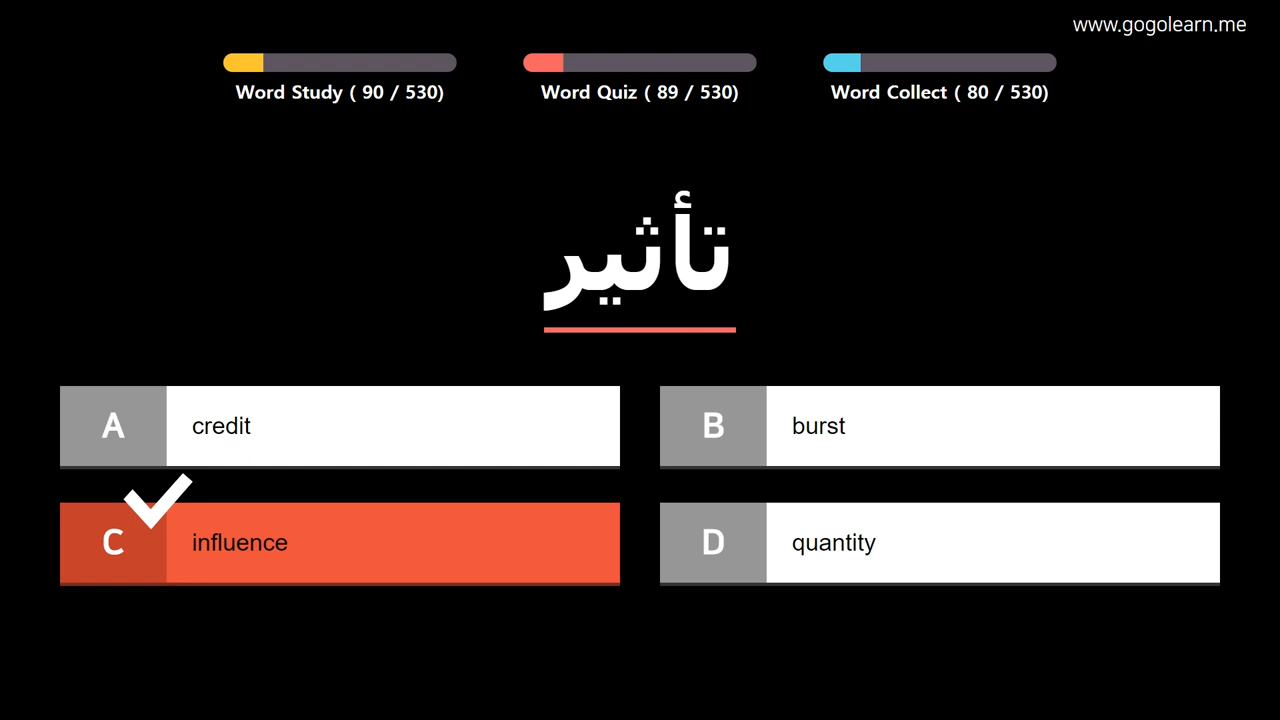 www.gogolearn.me
Word Study ( 90 / 530)
Word Quiz ( 89 / 530)
Word Collect ( 80 / 530)
تأثير
A credit
B burst
C influence
D quantity